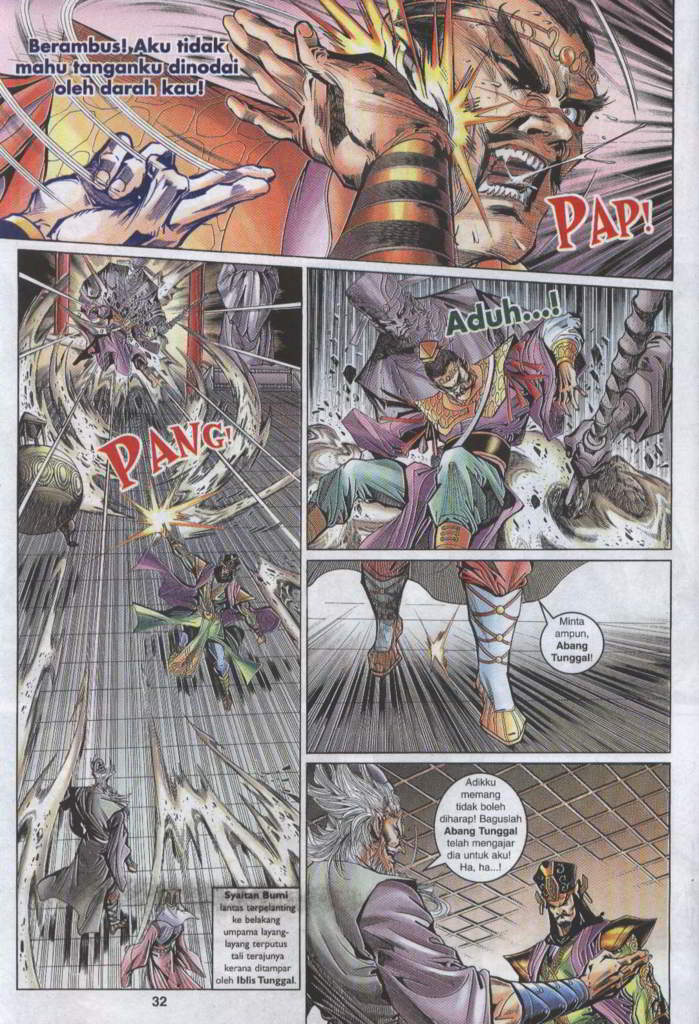 Berambus! Aku tidak
mahu tanganku dinodai
oleh darah kau!
PAP!
PANG!
Syaitan Bumi
lantas terpelanting
ke belakang
umpama layang-
layang terputus
tali terajunya
kerana ditampar
oleh Iblis Tunggal.
Aduh...!
Minta
ampun,
Abang
Tunggal!
Adikku
memang
tidak boleh
diharap! Bagusiah
Abang Tunggal
telah mengajar
dia untuk aku!
Ha, ha...!
32